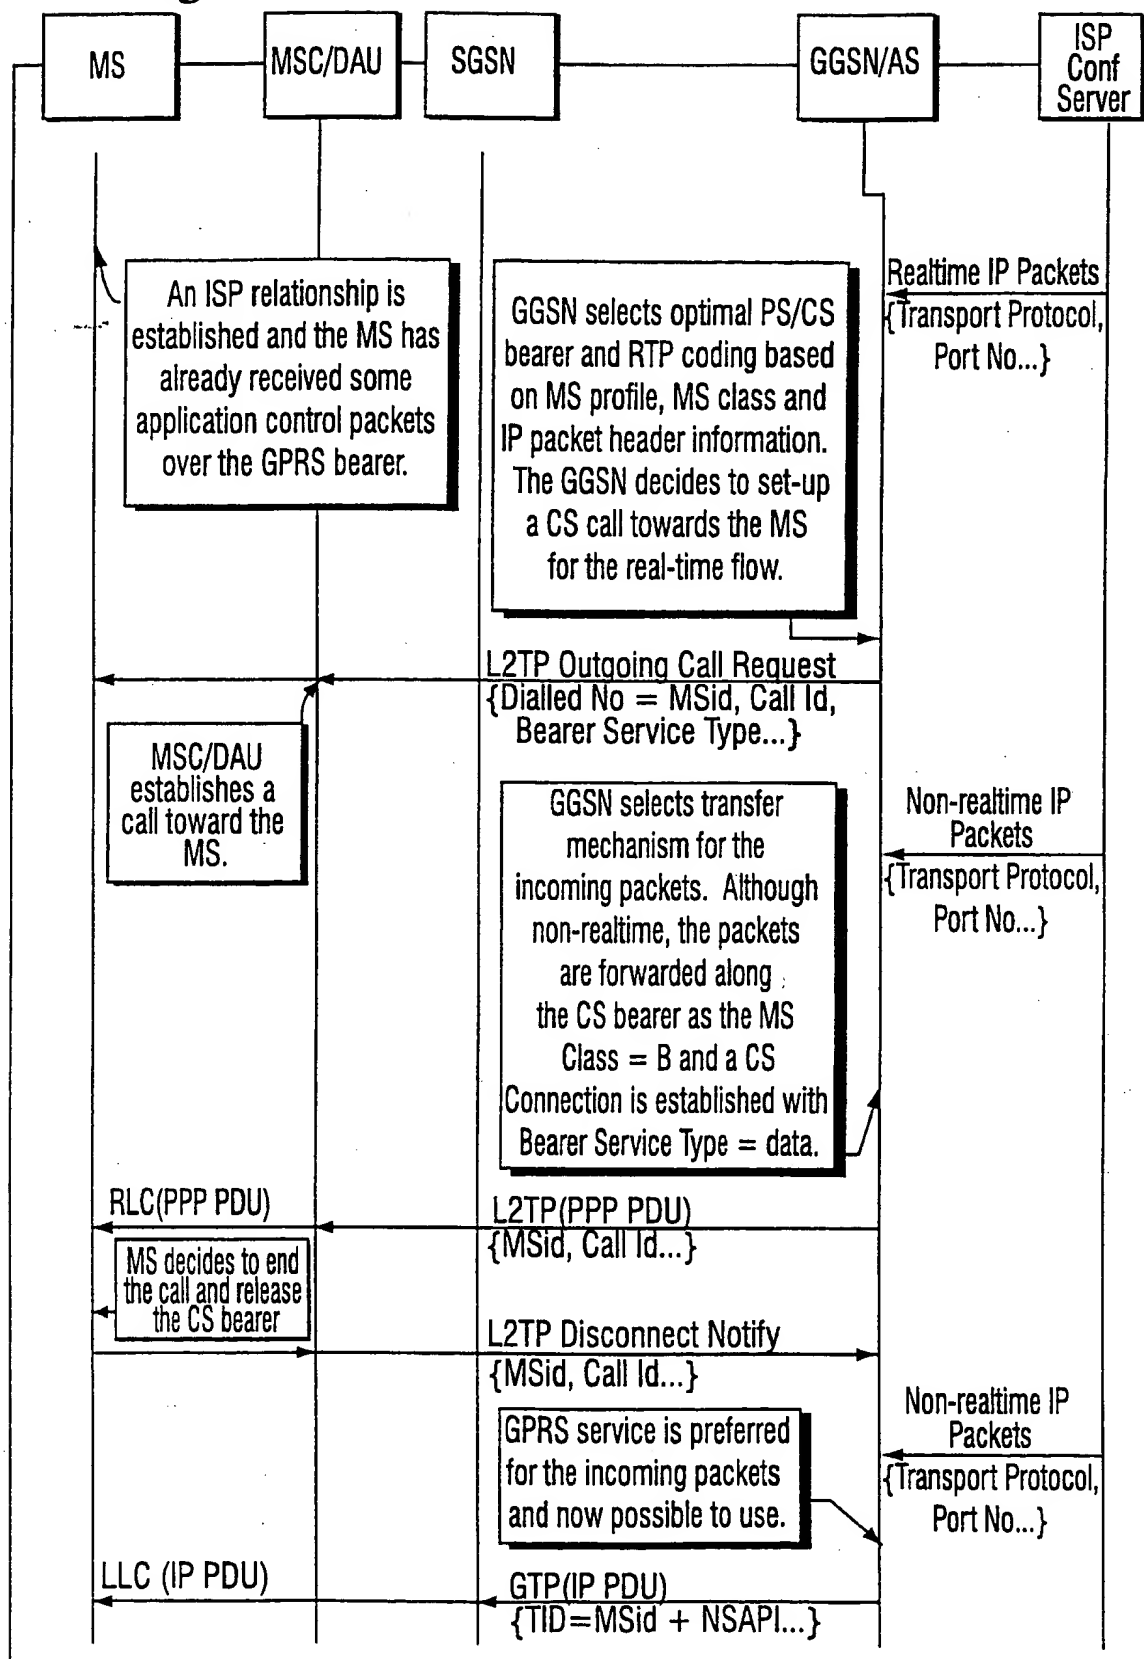 MS
MSC/DAU
SGSN
GGSN/AS
ISP
Conf
Server
An ISP relationship is
established and the MS has
already received some
application control packets
over the GPRS bearer.
GGSN selects optimal PS/CS
bearer and RTP coding based
on MS profile, MS class and
IP packet header information.
The GGSN decides to set-up
a CS call towards the MS
for the real-time flow.
Realtime IP Packets
{Transport Protocol,
Port No...}
L2TP Outgoing Call Request
{Dialled No = MSid, Call Id,
Bearer Service Type...}
MSC/DAU
establishes a
call toward the
MS.
GGSN selects transfer
mechanism for the
incoming packets. Although
non-realtime, the packets
are forwarded along
the CS bearer as the MS
Class = B and a CS
Connection is established with
Bearer Service Type = data.
Non-realtime IP
Packets
{Transport Protocol,
Port No...}
RLC(PPP PDU)
L2TP(PPP PDU)
{MSid, Call Id...}
MS decides to end
the call and release
the CS bearer
L2TP Disconnect Notify
{MSid, Call Id...}
GPRS service is preferred
for the incoming packets
and now possible to use.
Non-realtime IP
Packets
{Transport Protocol,
Port No...}
LLC (IP PDU)
GTP(IP PDU)
{TID=MSid + NSAPI...}